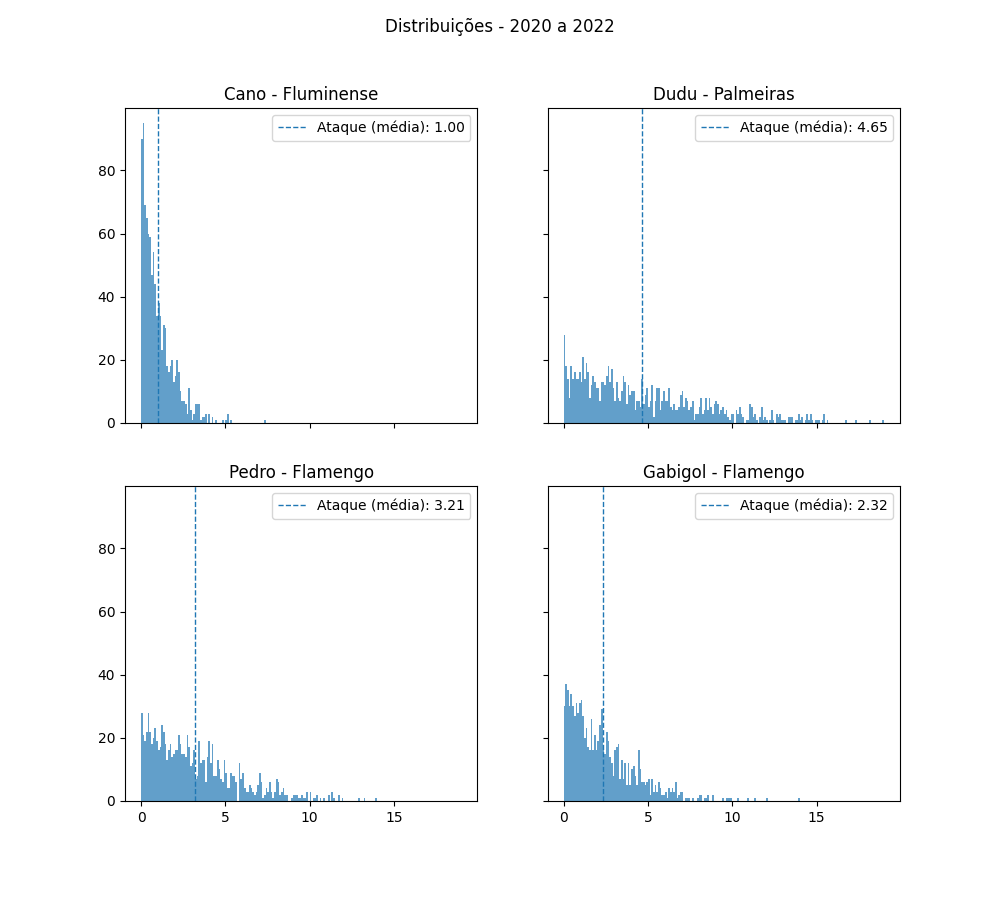 Distribuições - 2020 a 2022
Cano - Fluminense
Ataque (média): 1.00
80
60
40
20
0
Dudu - Palmeiras
Ataque (média): 4.65
Pedro - Flamengo
Ataque (média): 3.21
80
60
40
20
0
0 5 10 15
Gabigol - Flamengo
Ataque (média): 2.32
0 5 10 15